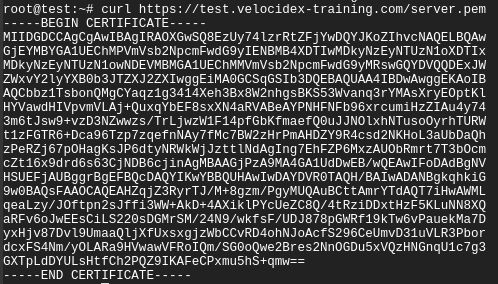 root@test:~# curl https://test.velocidex-training.com/server.pem
-----BEGIN CERTIFICATE-----
MIIDGDCCAgCgAwIBAgIRAOXGwSQ8EzUy74lzrRtZFjYwDQYJKoZIhvcNAQELBQAw
GjEYMBYGA1UEChMPVmVsb2NpcmFwdG9yIENBMB4XDTIwMDkyNzEyNTUzN1oXDTIx
MDkyNzEyNTUzN1owNDEVMBMGA1UEChMMVmVsb2NpcmFwdG9yMRswGQYDVQQDExJW
ZWxvY2lyYXB0b3JTZXJ2ZXIwggEiMA0GCSqGSIb3DQEBAQUAA4IBDwAwggEKAoIB
AQCbbz1TsbonQMgCYaqz1g3414Xeh3Bx8W2nhgsBKS53Wvanq3rYMAsXryEOptKl
HYVawdHIVpvmVLAj+QuxqYbEF8sxXN4aRVABeAYPNHFNFb96xrcumiHzZIAu4y74
3m6tJsw9+vzD3NZwwzs/TrLjwzW1F14pfGbKfmaefQ0uJJNOlxhNTusoOyrhTURW
t1zFGTR6+Dca96Tzp7zqefnNAy7fMc7BW2zHrPmAHDZY9R4csd2NKHoL3aUbDaQh
zPeRZj67pOHagKsJP6dtyNRWkWjJzttlNdAgIng7EhFZP6MxzAUObRmrt7T3bOcm
cZt16x9drd6s63CjNDB6cjinAgMBAAGjPzA9MA4GA1UdDwEB/wQEAwIFoDAdBgNV
HSUEFjAUBggrBgEFBQcDAQYIKwYBBQUHAwIwDAYDVR0TAQH/BAIwADANBgkqhkiG
9w0BAQsFAAOCAQEAHZqjZ3RyrTJ/M+8gzm/PgyMUQAuBCttAmrYTdAQT7iHwAWML
qeaLzy/JOftpn2sJffi3WW+AkD+4AXiklPYcUeZC8Q/4tRziDDxtHzF5KLuNN8XQ
aRFv6oJwEEsCiLS220sDGMrSM/24N9/wkfsF/UDJ878pGWRf19kTw6vPauekMa7D
yxHjv87Dvl9UmaaQljXfUxsxgjzWbCCvRD4ohNJoAcfS296CeUmvD31uVLR3Pbor
dcxFS4Nm/yOLARa9HVwawVFRoIQm/SG0oQwe2Bres2NnOGDu5xVQzHNGnqU1c7g3
GXTpLdDYULsHtfCh2PQZ9IKAFeCPxmu5hS+qmw==
-----END CERTIFICATE-----